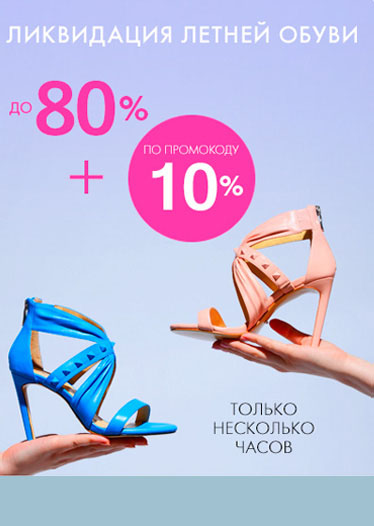 ЛИКВИДАЦИЯ ЛЕТНЕЙ ОБУВИ
ДО 80%
+
ПО ПРОМОКОДУ
10%
ТОЛЬКО
НЕСКОЛЬКО
ЧАСОВ